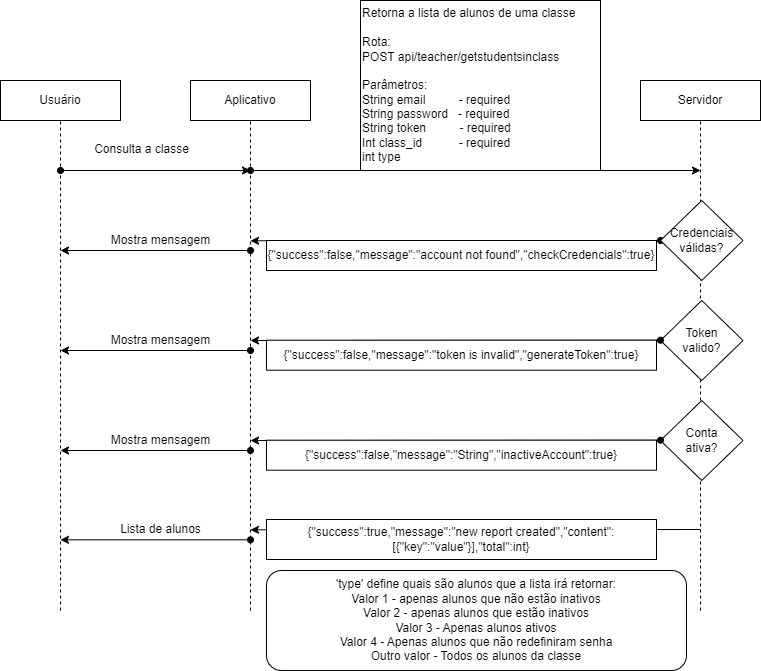 Retorna a lista de alunos de uma classe
Rota:
POST api/teacher/getstudentsinclass
Parâmetros:
String email - required
String password - required
String token - required
Int class_id - required
int type
Usuário
Aplicativo
Servidor
Consulta a classe
Credenciais
válidas?
Mostra mensagem
{"success":false,"message":"account not found","checkCredencials":true}
Token
valido?
Mostra mensagem
{"success":false,"message":"token is invalid","generateToken":true}
Conta
ativa?
Mostra mensagem
{"success":false,"message":"String","inactiveAccount":true}
Lista de alunos
{"success":true,"message":"new report created","content":
[{"key":"value"}],"total":int}
'type' define quais são alunos que a lista irá retornar:
Valor 1 - apenas alunos que não estão inativos
Valor 2 - apenas alunos que estão inativos
Valor 3 - Apenas alunos ativos
Valor 4 - Apenas alunos que não redefiniram senha
Outro valor - Todos os alunos da classe